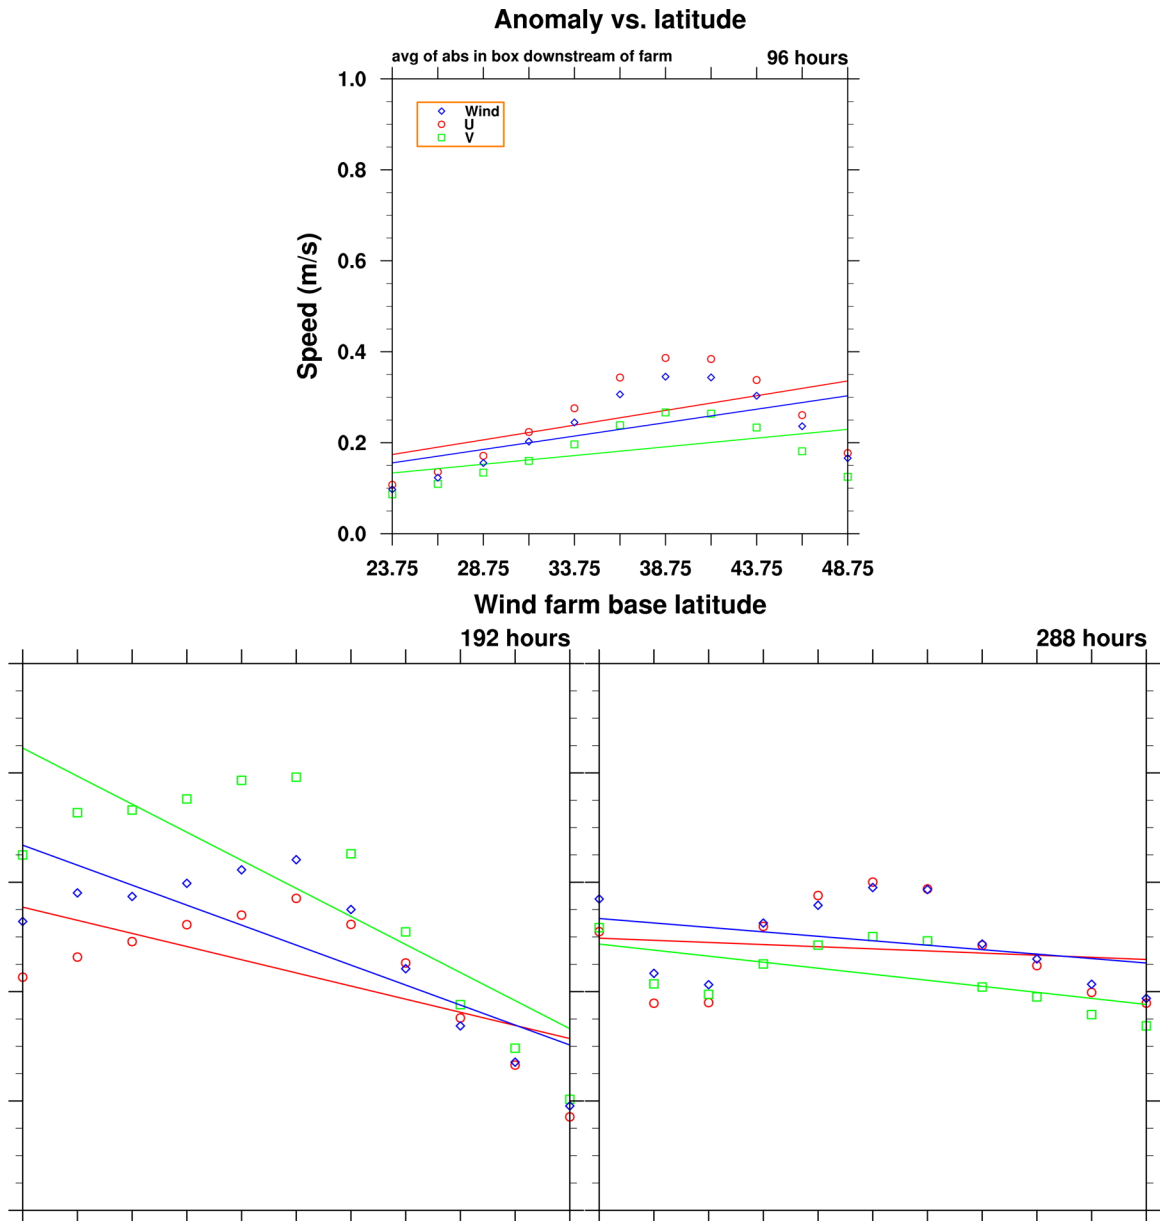 Anomaly vs. latitude
avg of abs in box downstream of farm 96 hours
1.0
Wind
U
V
0.8
0.6
Speed (m/s)
0.4
0.2
0.0
23.75 28.75 33.75 38.75 43.75 48.75
Wind farm base latitude
192 hours 288 hours